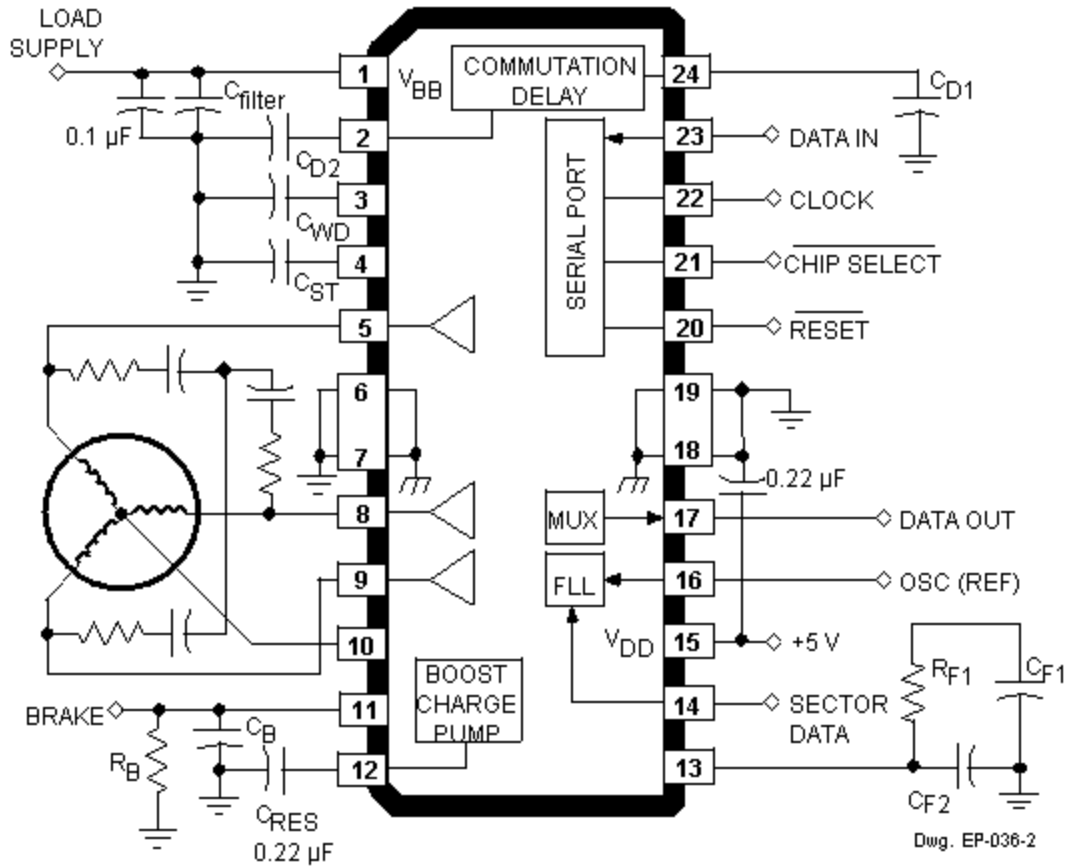 LOAD
SUPPLY
0.1 µF
Cfilter
CD2
CWD
CST
1
2
3
4
5
6
7
8
9
10
11
12
VBB
COMMUTATION
DELAY
SERIAL PORT
MUX
FLL
VDD
BOOST
CHARGE
PUMP
BRAKE
RB
CB
CRES
0.22 µF
24
23
22
21
20
19
18
17
16
15
14
13
CD1
DATA IN
CLOCK
CHIP SELECT
RESET
0.22 µF
DATA OUT
OSC (REF)
+5 V
SECTOR
DATA
RF1
CF1
CF2
Dwg. EP-036-2